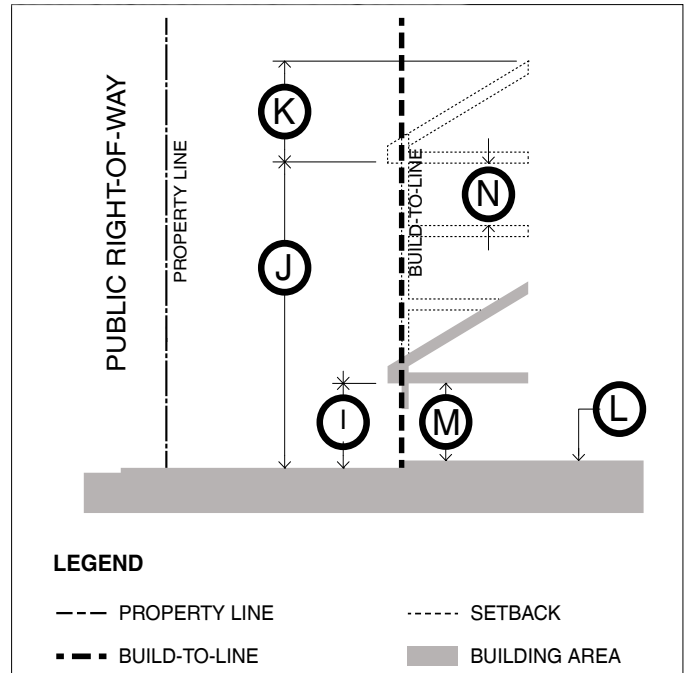 PUBLIC RIGHT-OF-WAY
PROPERTY LINE
BUILD-TO-LINE
K
N
J
I
M
L
LEGEND
PROPERTY LINE
SETBACK
BUILD-TO-LINE
BUILDING AREA